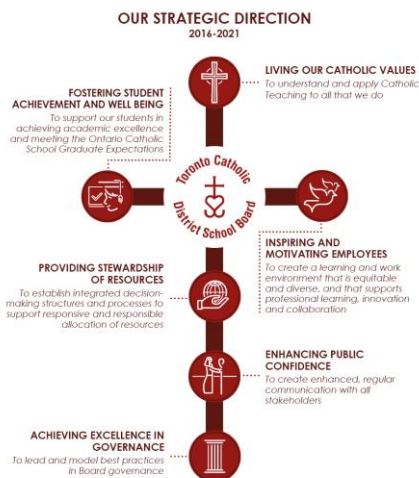 OUR STRATEGIC DIRECTION
2016-2021
LIVING OUR CATHOLIC VALUES
To understand and apply Catholic
Teaching to all that we do
FOSTERING STUDENT
ACHIEVEMENT AND WELL BEING
To support our students in
achieving academic excellence
and meeting the Ontario Catholic
School Graduate Expectations
Toronto Catholic
District School Board
INSPIRING AND
MOTIVATING EMPLOYEES
To create a learning and work
environment that is equitable
and diverse, and that supports
professional learning, innovation
and collaboration
PROVIDING STEWARDSHIP
OF RESOURCES
To establish integrated decision-
making structures and processes to
support responsive and responsible
allocation of resources
ENHANCING PUBLIC
CONFIDENCE
To create enhanced, regular
communication with all
stakeholders
ACHIEVING EXCELLENCE IN
GOVERNANCE
To lead and model best practices
in Board governance